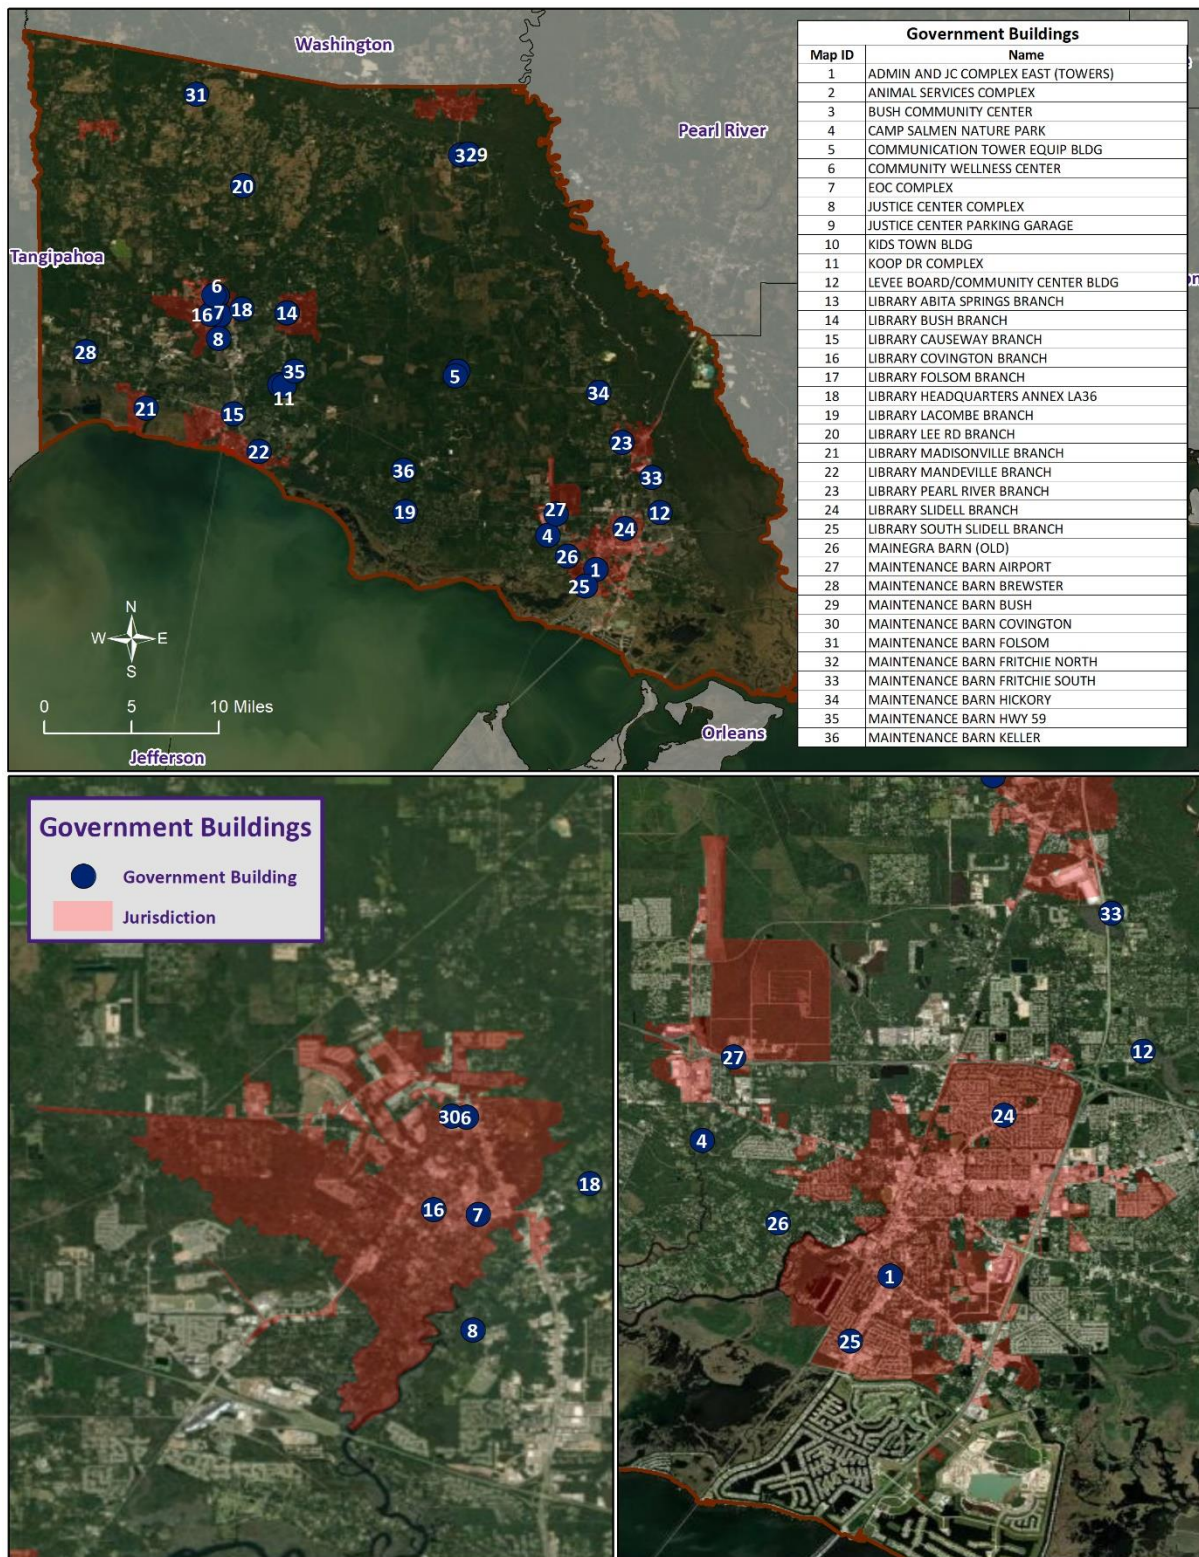 Washington
Pearl River
Tangipahoa
31
3
29
20
6
16
7
18
14
8
28
35
11
5
34
21
15
22
23
36
33
19
27
12
4
24
26
1
25
N
W
E
S
0 5 10 Miles
Jefferson
Orleans
Government Buildings
Map ID Name
1 ADMIN AND JC COMPLEX EAST (TOWERS)
2 ANIMAL SERVICES COMPLEX
3 BUSH COMMUNITY CENTER
4 CAMP SALMEN NATURE PARK
5 COMMUNICATION TOWER EQUIP BLDG
6 COMMUNITY WELLNESS CENTER
7 EOC COMPLEX
8 JUSTICE CENTER COMPLEX
9 JUSTICE CENTER PARKING GARAGE
10 KIDS TOWN BLDG
11 KOOP DR COMPLEX
12 LEVEE BOARD/COMMUNITY CENTER BLDG
13 LIBRARY ABITA SPRINGS BRANCH
14 LIBRARY BUSH BRANCH
15 LIBRARY CAUSEWAY BRANCH
16 LIBRARY COVINGTON BRANCH
17 LIBRARY FOLSOM BRANCH
18 LIBRARY HEADQUARTERS ANNEX LA36
19 LIBRARY LACOMBE BRANCH
20 LIBRARY LEE RD BRANCH
21 LIBRARY MADISONVILLE BRANCH
22 LIBRARY MANDEVILLE BRANCH
23 LIBRARY PEARL RIVER BRANCH
24 LIBRARY SLIDELL BRANCH
25 LIBRARY SOUTH SLIDELL BRANCH
26 MAINEGRA BARN (OLD)
27 MAINTENANCE BARN AIRPORT
28 MAINTENANCE BARN BREWSTER
29 MAINTENANCE BARN BUSH
30 MAINTENANCE BARN COVINGTON
31 MAINTENANCE BARN FOLSOM
32 MAINTENANCE BARN FRITCHIE NORTH
33 MAINTENANCE BARN FRITCHIE SOUTH
34 MAINTENANCE BARN HICKORY
35 MAINTENANCE BARN HWY 59
36 MAINTENANCE BARN KELLER
Government Buildings
Government Building
Jurisdiction
30
6
18
16
7
8
33
27
12
24
4
26
1
25